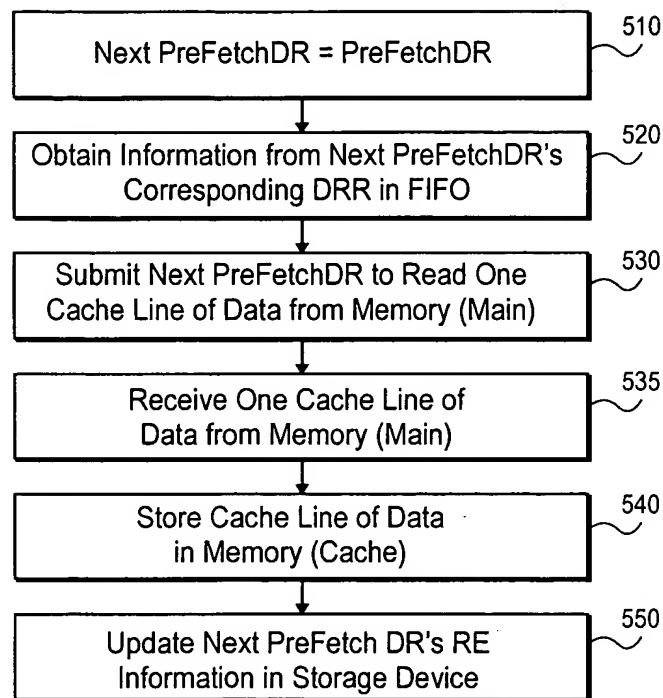 510
Next PreFetchDR = PreFetchDR
520
Obtain Information from Next PreFetchDR's
Corresponding DRR in FIFO
530
Submit Next PreFetchDR to Read One
Cache Line of Data from Memory (Main)
535
Receive One Cache Line of
Data from Memory (Main)
540
Store Cache Line of Data
in Memory (Cache)
550
Update Next PreFetch DR's RE
Information in Storage Device